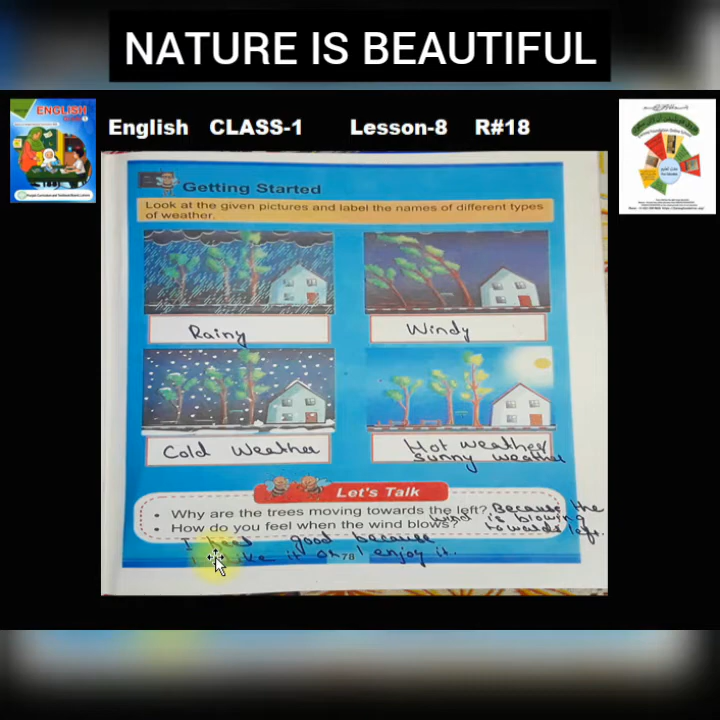 NATURE IS BEAUTIFUL
English CLASS-1 Lesson-8 R#18
ENGLISH
Getting Started
Look at the given pictures and label the names of different types
of weather.
Rainy
Windy
Cold Weather
Hot weather/
Sunny weather
Let's Talk
• Why are the trees moving towards the left? Because the
wind is blowing
towards left.
• How do you feel when the wind blows?
I feel good because
I like it or I enjoy it.
78